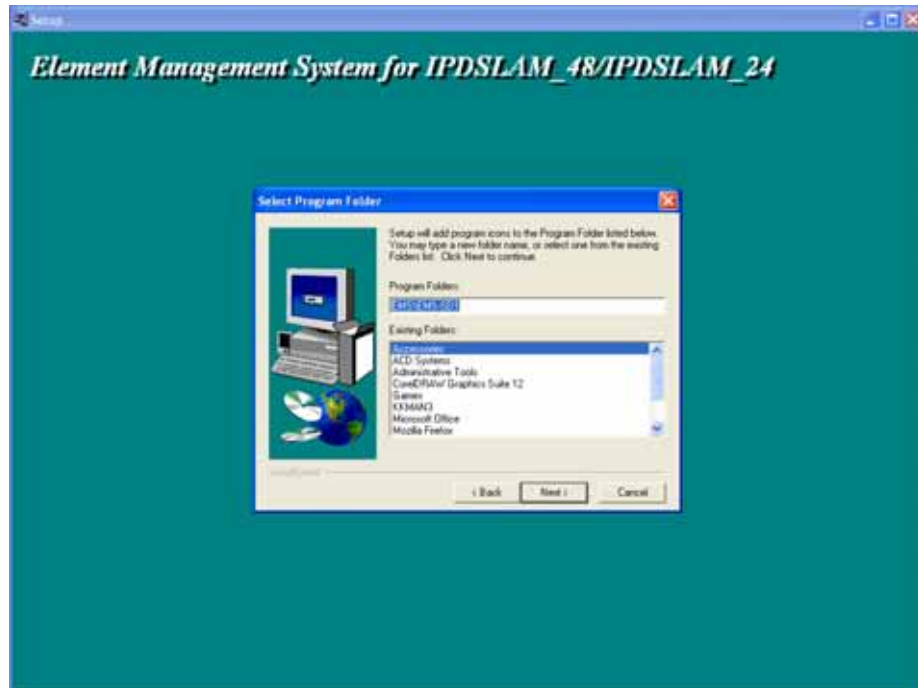 Setup
Element Management System for IPDSLAM_48/IPDSLAM_24
Select Program Folder
Setup will add program icons to the Program Folder listed below.
You may type a new folder name, or select one from the existing
Folders list. Click Next to continue.
Program Folders:
Existing Folders:
Accessories
ACD Systems
Administrative Tools
CorelDRAW Graphics Suite 12
Games
KKMAN3
Microsoft Office
Mozilla Firefox
< Back
Next >
Cancel